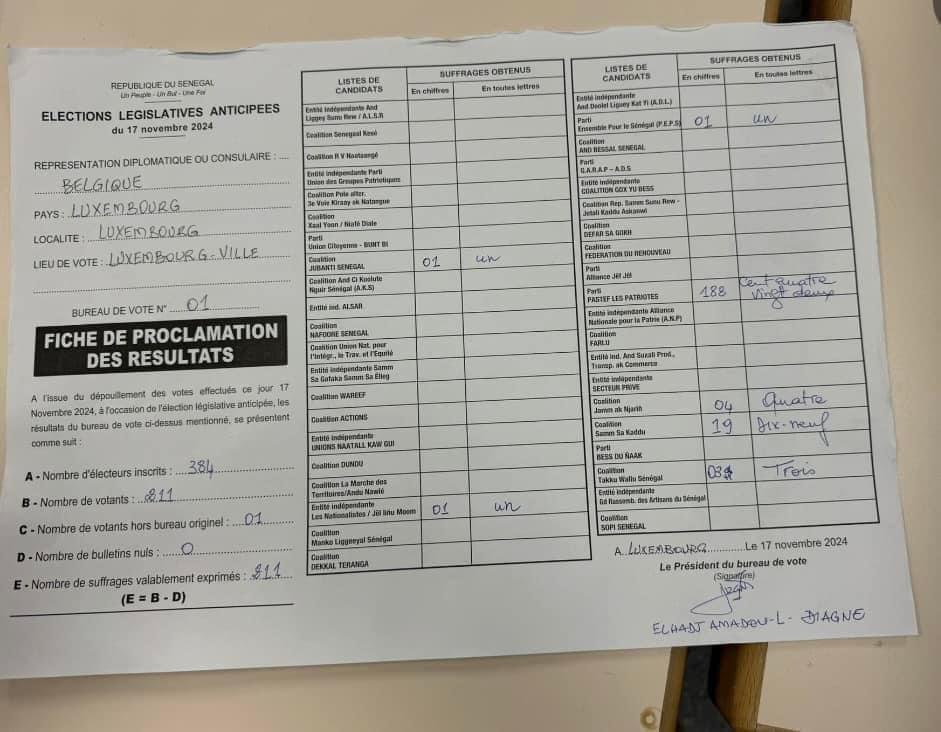 REPUBLIQUE DU SENEGAL
Un Peuple - Un But - Une Foi
ELECTIONS LEGISLATIVES ANTICIPEES
du 17 novembre 2024
REPRESENTATION DIPLOMATIQUE OU CONSULAIRE : ....
BELGIQUE
PAYS : LUXEMBOURG
LOCALITE : LUXEMBOURG
LIEU DE VOTE : LUXEMBOURG-VILLE
BUREAU DE VOTE N° 01
FICHE DE PROCLAMATION
DES RESULTATS
A l'issue du dépouillement des votes effectués ce jour 17
Novembre 2024, à l'occasion de l'élection législative anticipée, les
résultats du bureau de vote ci-dessus mentionné, se présentent
comme suit :
A - Nombre d'électeurs inscrits : 384
B - Nombre de votants : 211
C - Nombre de votants hors bureau originel : 01
D - Nombre de bulletins nuls : 0
E - Nombre de suffrages valablement exprimés : 211
(E = B - D)
LISTES DE
CANDIDATS
SUFFRAGES OBTENUS
En chiffres
En toutes lettres
Entité indépendante And
Liggey Sunu Rew / A.L.S.R
Coalition Senegaal Kesé
Coalition R V Naataangé
Entité indépendante Parti
Union des Groupes Patriotiques
Coalition Pole alter.
3e Voie Kiraay ak Natangue
Coalition
Xaal Yoon / Niafé Diale
Parti
Union Citoyenne - BUNT BI
Coalition
JUBANTI SENEGAL 01 un
Coalition And Ci Koolute
Nguir Sénégal (A.K.S)
Entité ind. ALSAR
Coalition
NAFOORE SENEGAL
Coalition Union Nat. pour
l'Intégr., le Trav. et l'Equité
Entité indépendante Samm
Sa Gafaka Samm Sa Ëlleg
Coalition WAREEF
Coalition ACTIONS
Entité indépendante
UNIONS NAATALL KAW GUI
Coalition DUNDU
Coalition La Marche des
Territoires/Andu Nawlé
Entité indépendante
Les Nationalistes / Jël liñu Moom 01 un
Coalition
Manko Liggeeyal Sénégal
Coalition
DEKKAL TERANGA
LISTES DE
CANDIDATS
SUFFRAGES OBTENUS
En chiffres
En toutes lettres
Entité indépendante
And Doolel Liguey Kat Yi (A.D.L.)
Parti
Ensemble Pour le Sénégal (P.E.P.S) 01 un
Coalition
AND BESSAL SENEGAL
Parti
G.A.R.A.P – A.D.S
Entité indépendante
COALITION GOX YU BESS
Coalition Rep. Samm Sunu Rew -
Jotali Kaddu Askanwi
Coalition
DEFAR SA GOKH
Coalition
FEDERATION DU RENOUVEAU
Parti
Alliance Jëf Jël
Parti
PASTEF LES PATRIOTES 182 Cent quatre
vingt deux
Entité indépendante Alliance
Nationale pour la Patrie (A.N.P)
Coalition
FARLU
Entité ind. And Suxali Prod.,
Transp. ak Commerce
Entité indépendante
SECTEUR PRIVE
Coalition
Jamm ak Njariñ 04 Quatre
Coalition
Samm Sa Kaddu 19 Dix-neuf
Parti
BESS DU ÑAAK
Coalition
Takku Wallu Sénégal 03 Trois
Entité indépendante
Gd Rassemb. des Artisans du Sénégal
Coalition
SOPI SENEGAL
A LUXEMBOURG Le 17 novembre 2024
Le Président du bureau de vote
(Signature)
ELHADJ AMADOU-L- DIAGNE